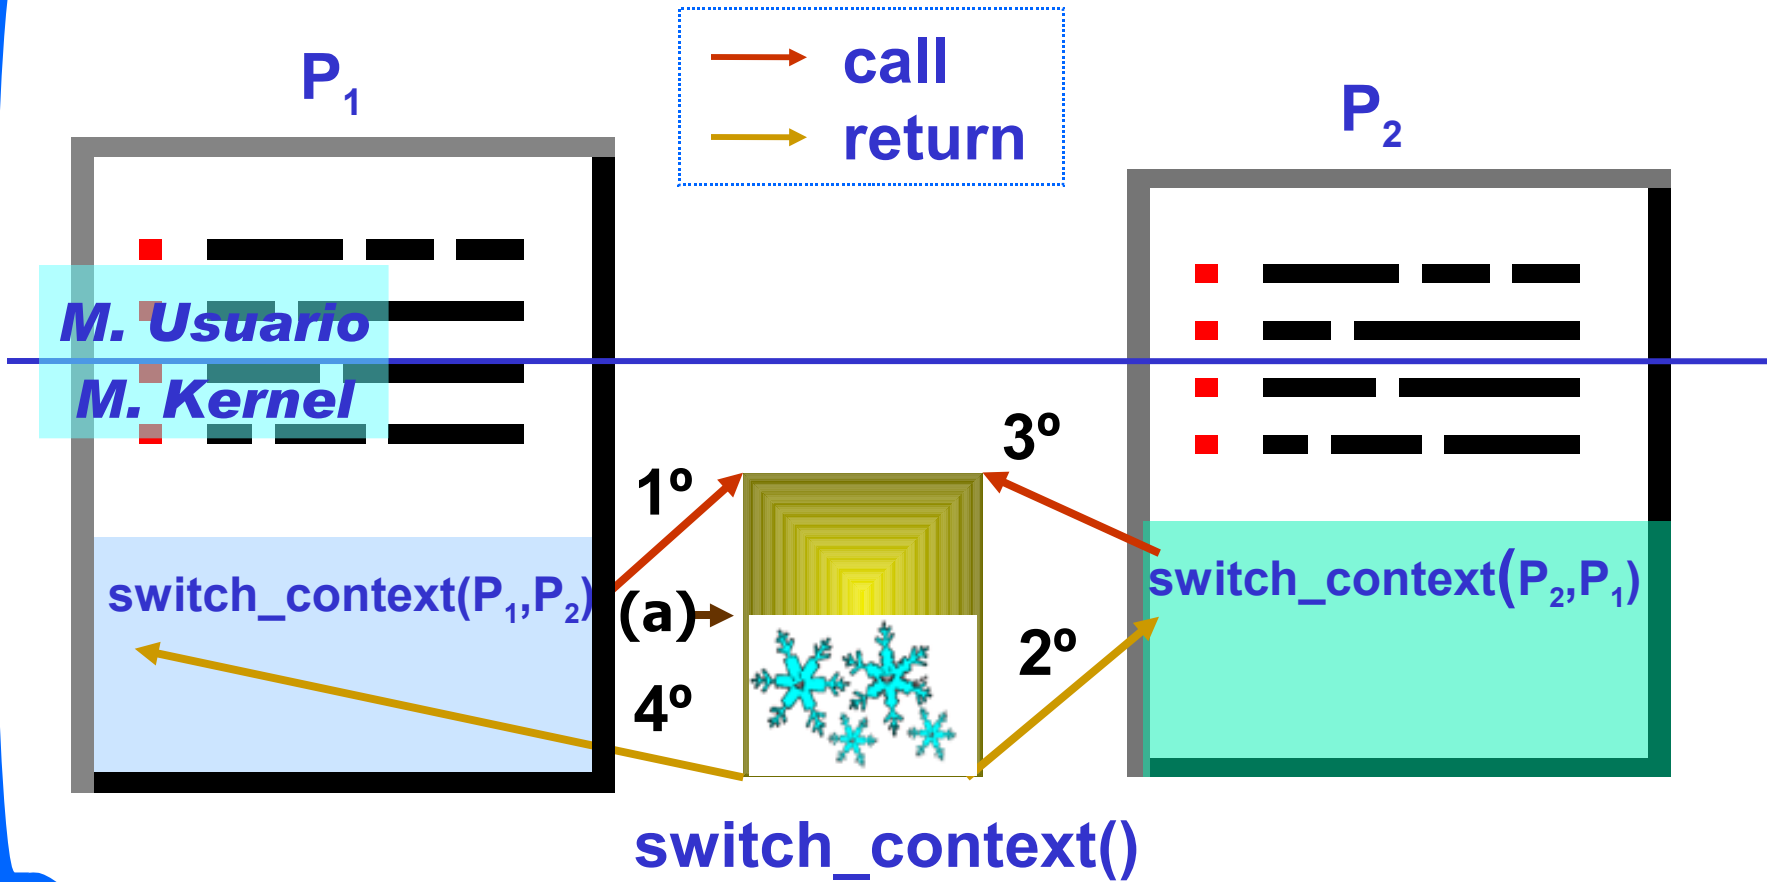 call
return
P1
P2
M. Usuario
M. Kernel
3º
1º
switch_context(P1,P2)
(a)
switch_context(P2,P1)
2º
4º
switch_context()